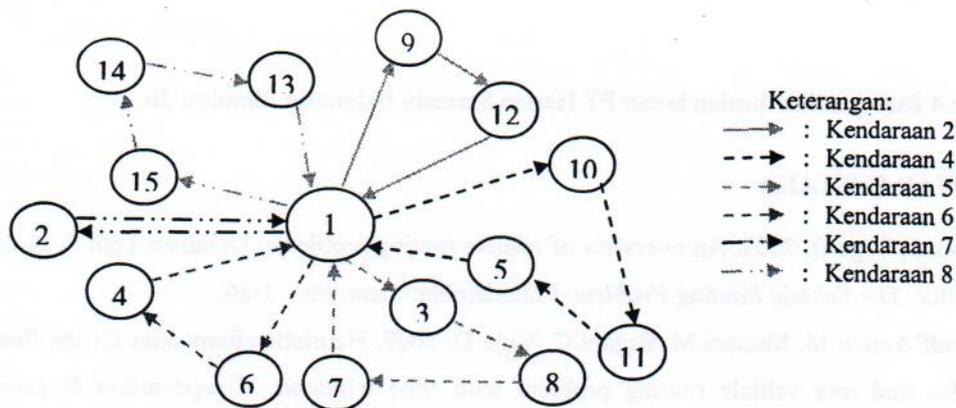 9
14
13
12
10
15
1
2
5
4
3
11
6
7
8
Keterangan:
: Kendaraan 2
: Kendaraan 4
: Kendaraan 5
: Kendaraan 6
: Kendaraan 7
: Kendaraan 8